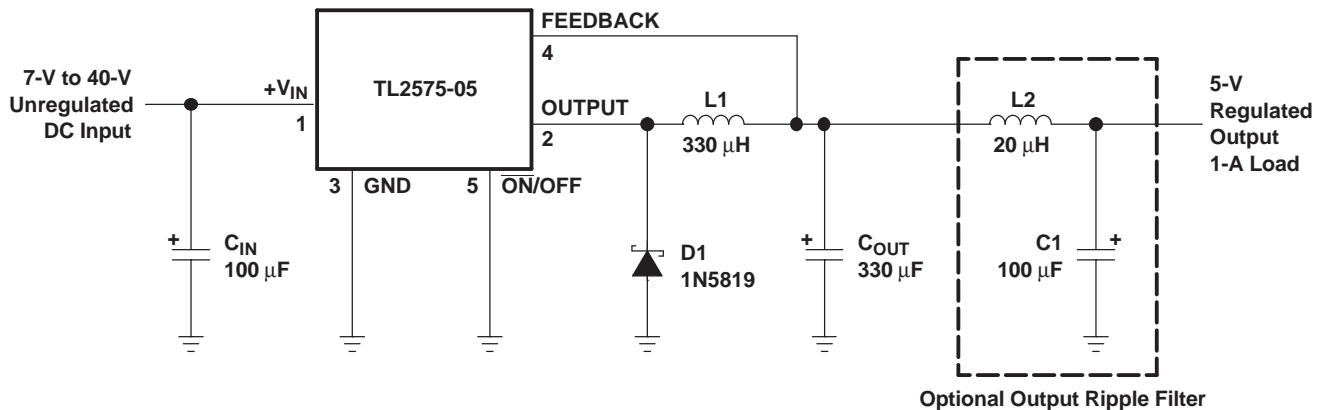 FEEDBACK
4
7-V to 40-V
Unregulated
DC Input
+VIN
1
TL2575-05
OUTPUT
2
L1
330 μH
L2
20 μH
5-V
Regulated
Output
1-A Load
3 GND
5 ON/OFF
+
CIN
100 μF
D1
1N5819
+
COUT
330 μF
C1
100 μF
+
Optional Output Ripple Filter